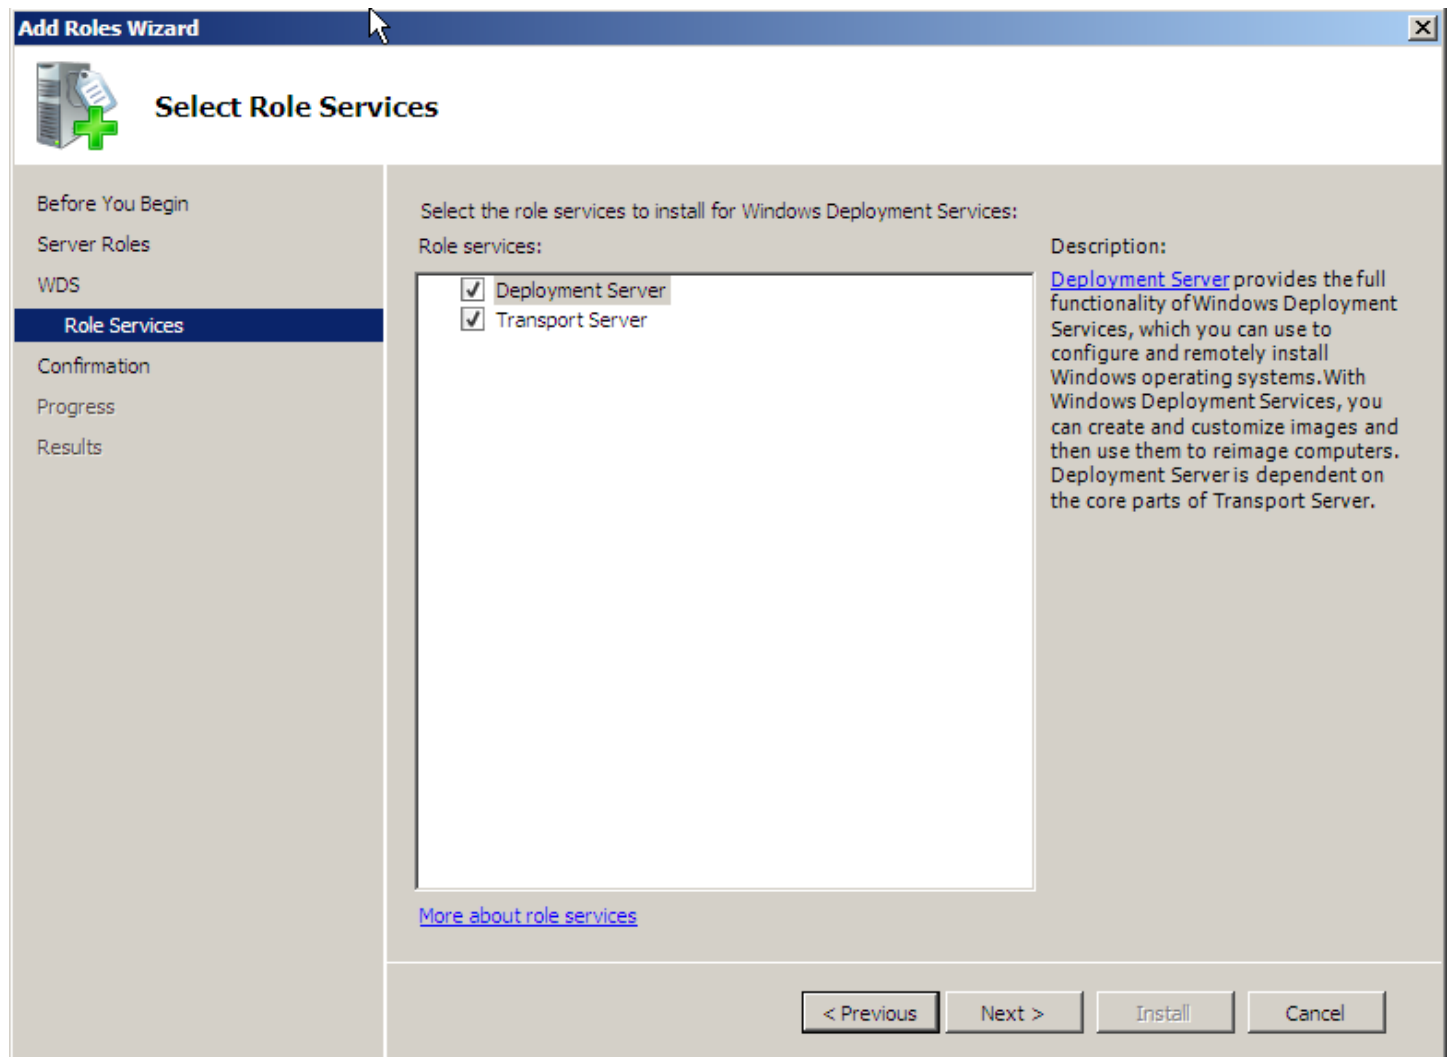 Add Roles Wizard
Select Role Services
Before You Begin
Server Roles
WDS
Role Services
Confirmation
Progress
Results
Select the role services to install for Windows Deployment Services:
Role services:
Deployment Server
Transport Server
More about role services
Description:
Deployment Server provides the full
functionality of Windows Deployment
Services, which you can use to
configure and remotely install
Windows operating systems. With
Windows Deployment Services, you
can create and customize images and
then use them to reimage computers.
Deployment Server is dependent on
the core parts of Transport Server.
< Previous
Next >
Install
Cancel